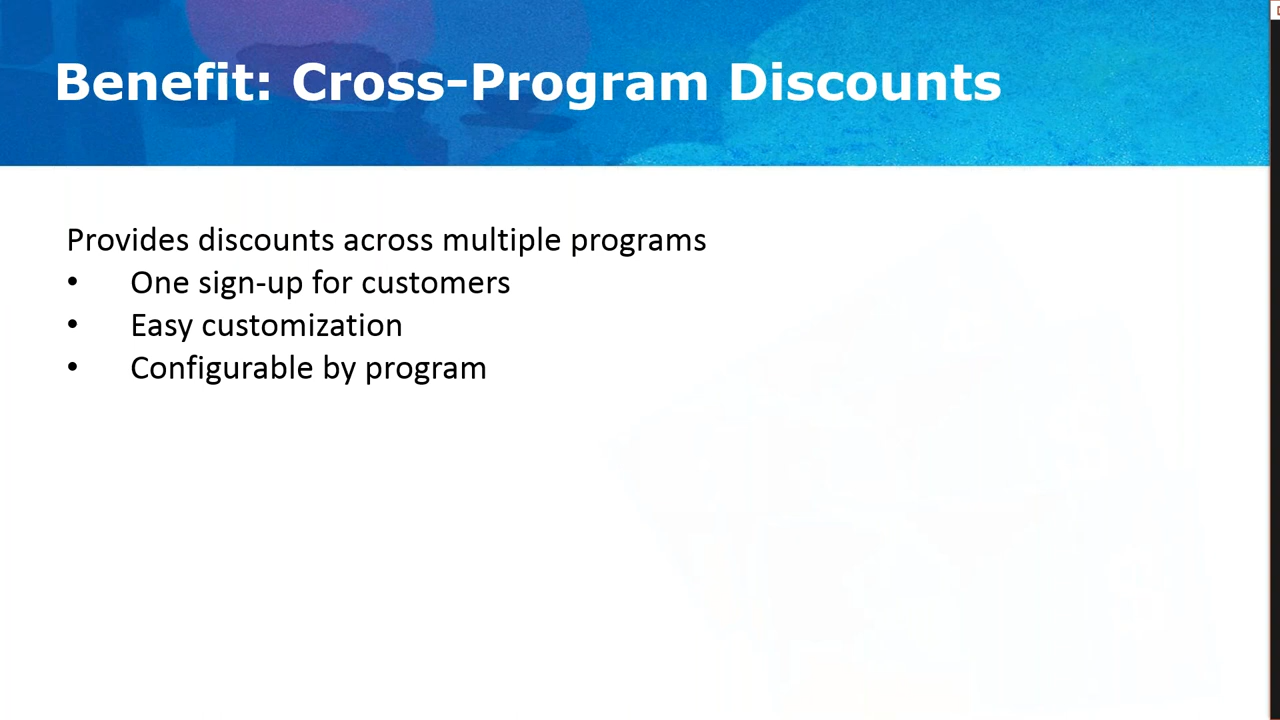 Benefit: Cross-Program Discounts
Provides discounts across multiple programs
• One sign-up for customers
• Easy customization
• Configurable by program